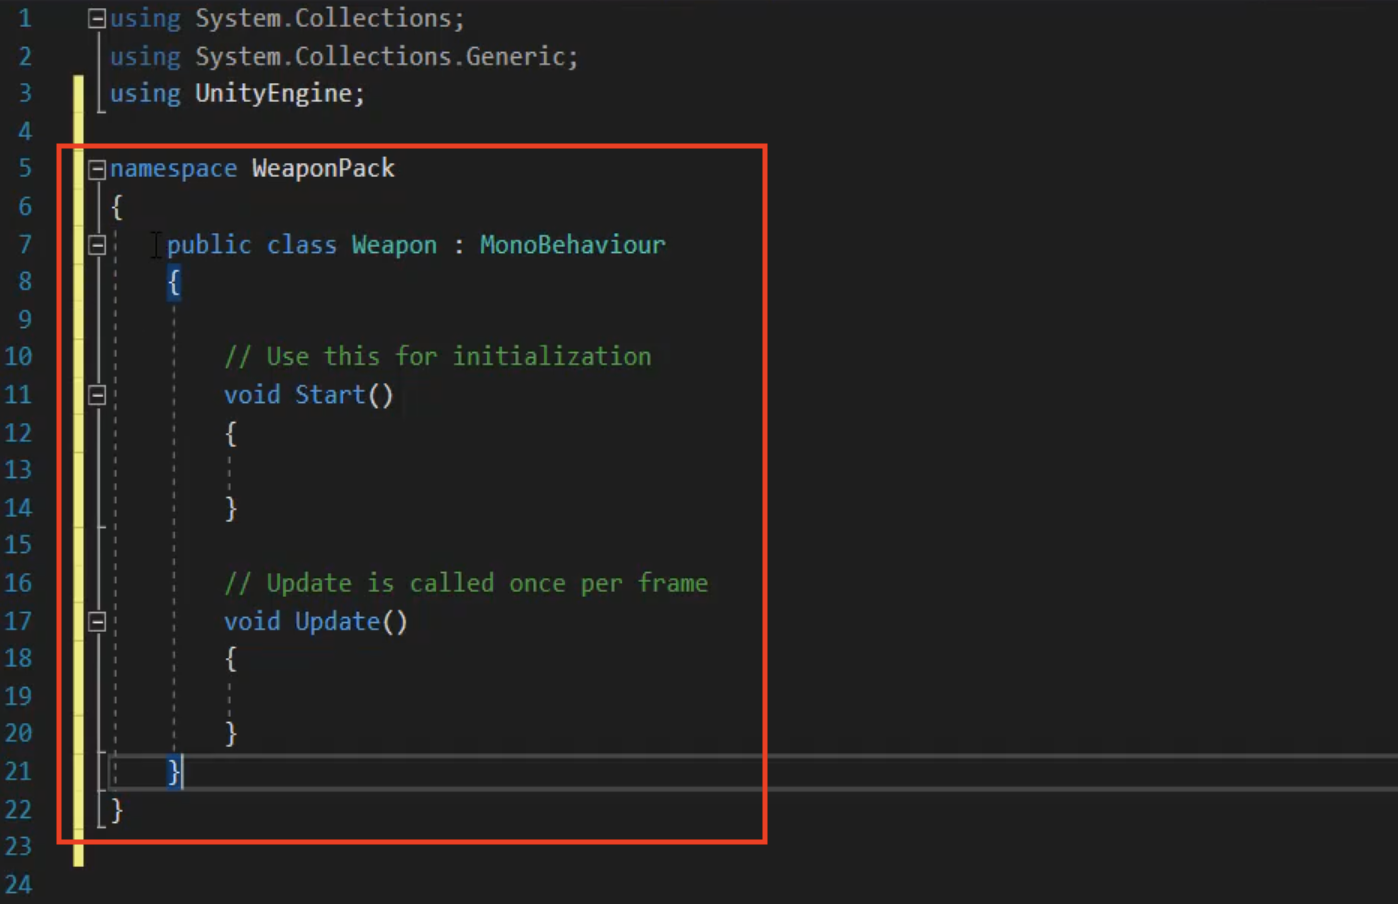 1 using System.Collections;
2 using System.Collections.Generic;
3 using UnityEngine;
4
5 namespace WeaponPack
6 {
7 public class Weapon : MonoBehaviour
8 {
9
10 // Use this for initialization
11 void Start()
12 {
13
14 }
15
16 // Update is called once per frame
17 void Update()
18 {
19
20 }
21 }
22 }
23
24